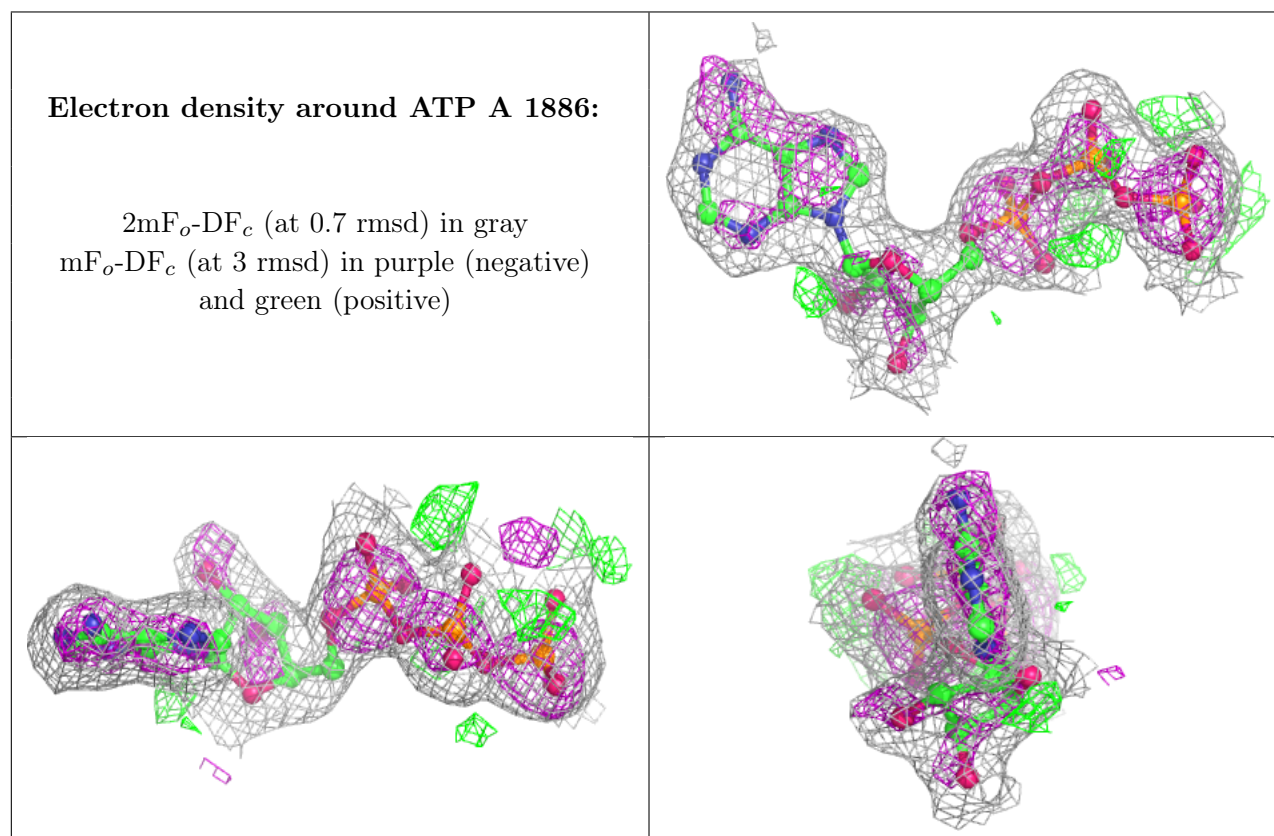 Electron density around ATP A 1886:
2mFₒ-DF𝒸 (at 0.7 rmsd) in gray
mFₒ-DF𝒸 (at 3 rmsd) in purple (negative)
and green (positive)